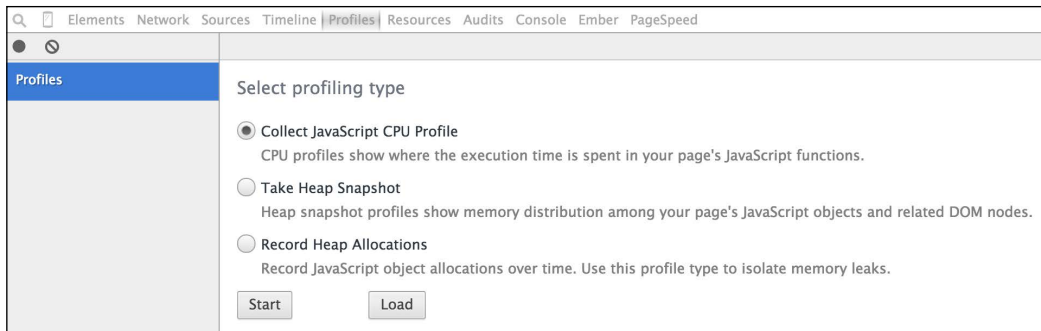 Elements Network Sources Timeline Profiles Resources Audits Console Ember PageSpeed
Profiles
Select profiling type
Collect JavaScript CPU Profile
CPU profiles show where the execution time is spent in your page's JavaScript functions.
Take Heap Snapshot
Heap snapshot profiles show memory distribution among your page's JavaScript objects and related DOM nodes.
Record Heap Allocations
Record JavaScript object allocations over time. Use this profile type to isolate memory leaks.
Start Load